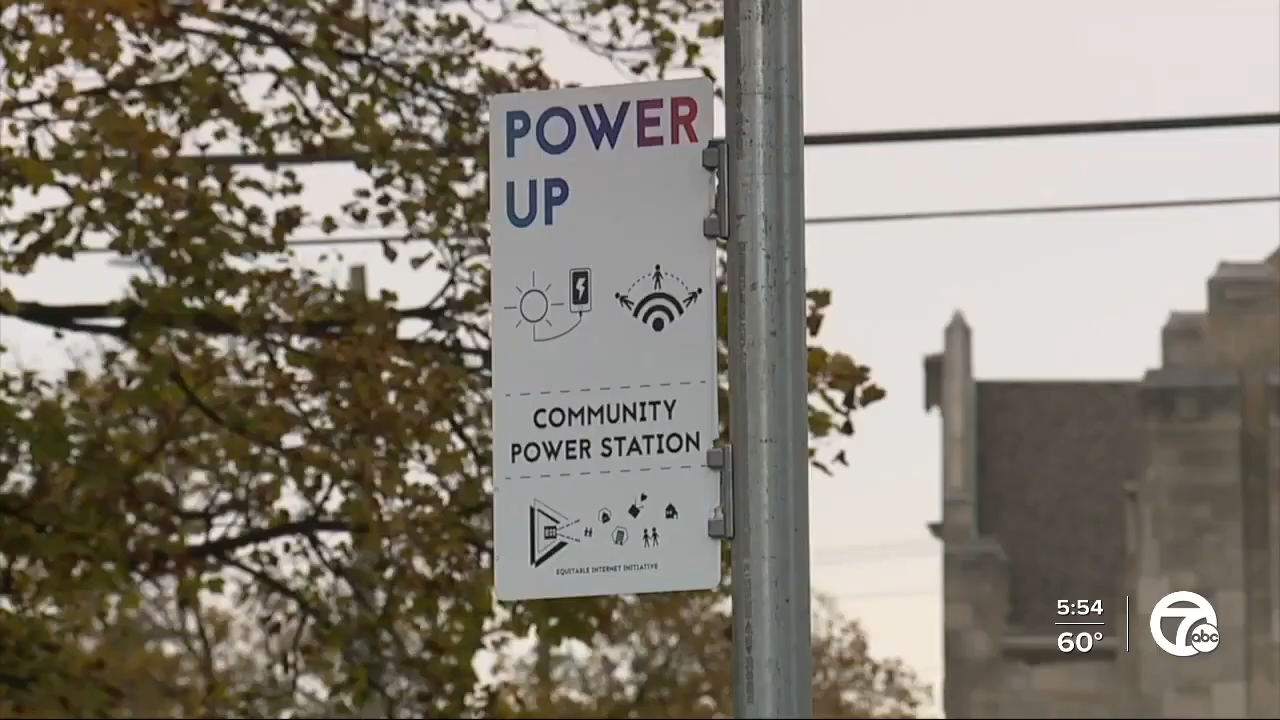 POWER
UP
COMMUNITY
POWER STATION
EQUITABLE INTERNET INITIATIVE
5:54
60°
7 abc